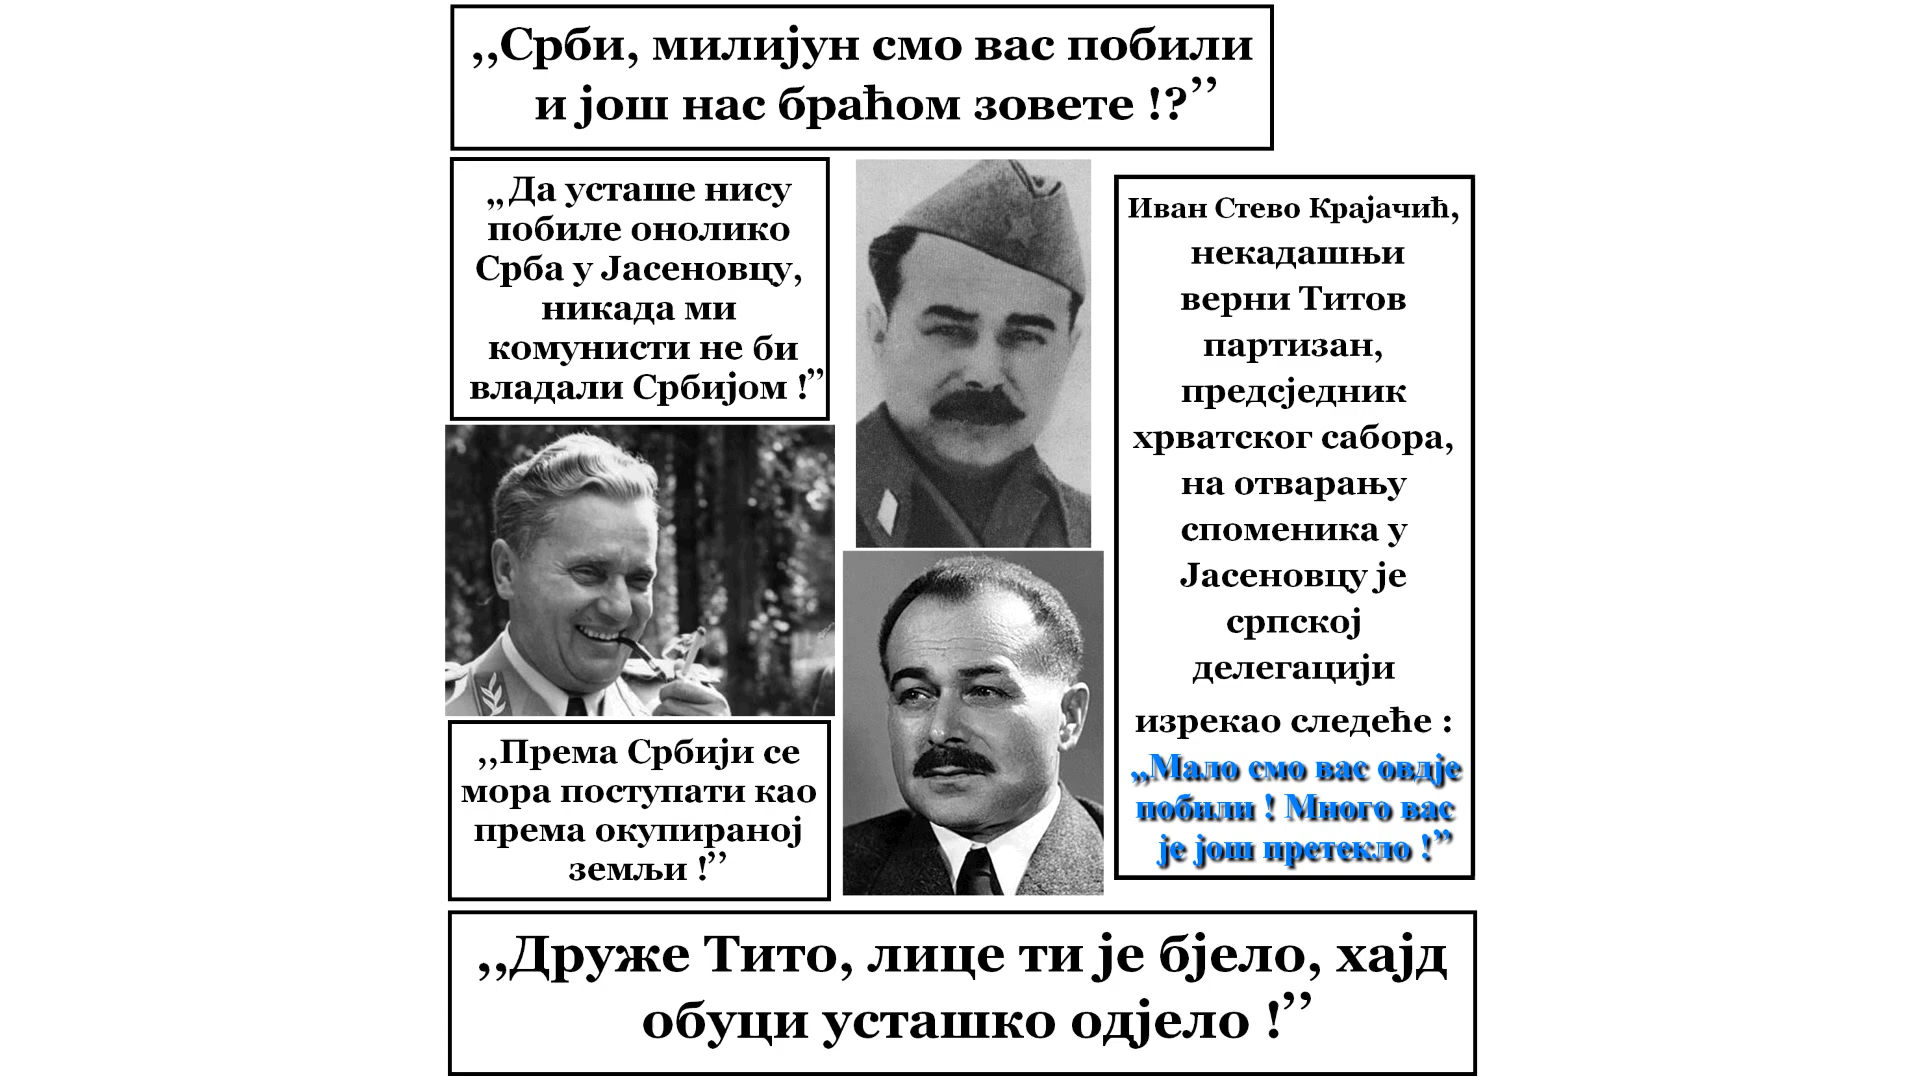 ,,Срби, милијун смо вас побили
и још нас браћом зовете !?’’
,,Да усташе нису
побиле онолико
Срба у Јасеновцу,
никада ми
комунисти не би
владали Србијом !’’
,,Према Србији се
мора поступати као
према окупираној
земљи !’’
Иван Стево Крајачић,
некадашњи
верни Титов
партизан,
предсједник
хрватског сабора,
на отварању
споменика у
Јасеновцу је
српској
делегацији
изрекао следеће :
,,Мало смо вас овдје
побили ! Много вас
је још претекло !’’
,,Друже Тито, лице ти је бјело, хајд
обуци усташко одјело !’’